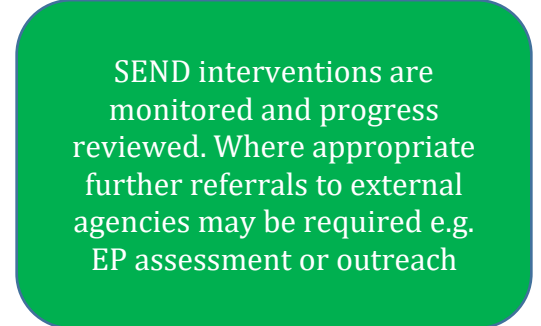 SEND interventions are
monitored and progress
reviewed. Where appropriate
further referrals to external
agencies may be required e.g.
EP assessment or outreach